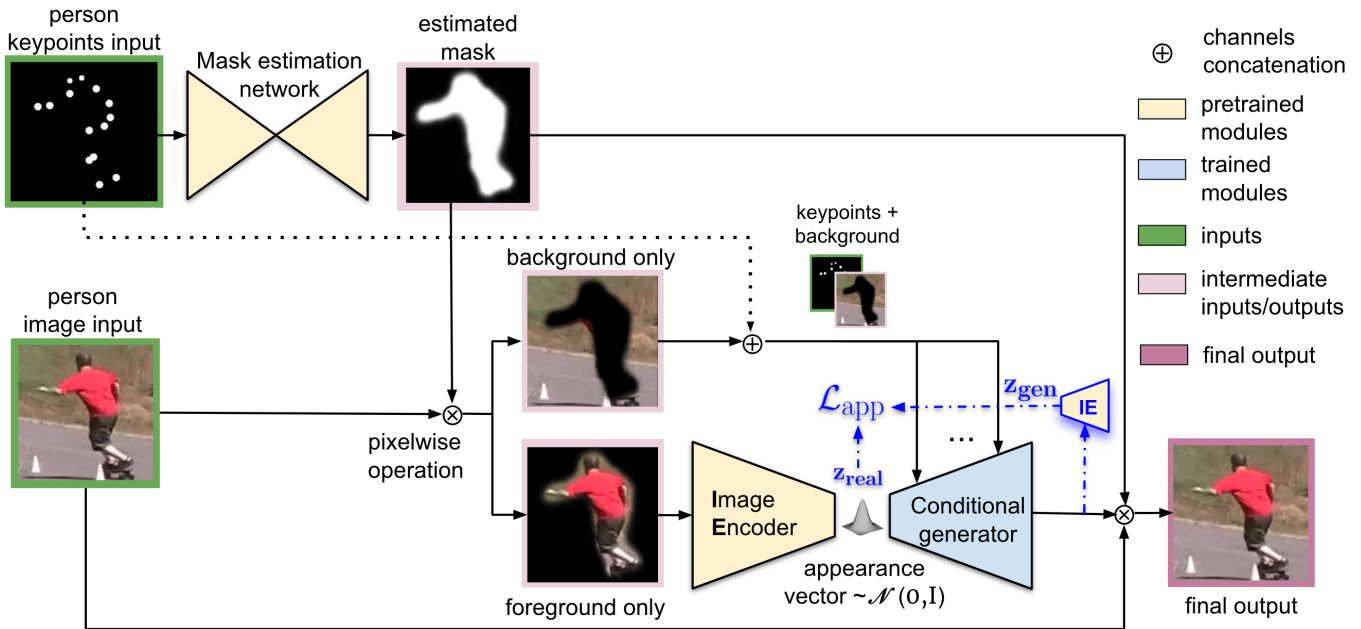 person
keypoints input
Mask estimation
network
estimated
mask
⊕
channels
concatenation
pretrained
modules
trained
modules
inputs
intermediate
inputs/outputs
final output
keypoints +
background
background only
person
image input
⊕
⊗
pixelwise
operation
ℒapp
zgen
IE
zreal
...
Image
Encoder
Conditional
generator
⊗
appearance
vector ~𝒩(0,I)
foreground only
final output